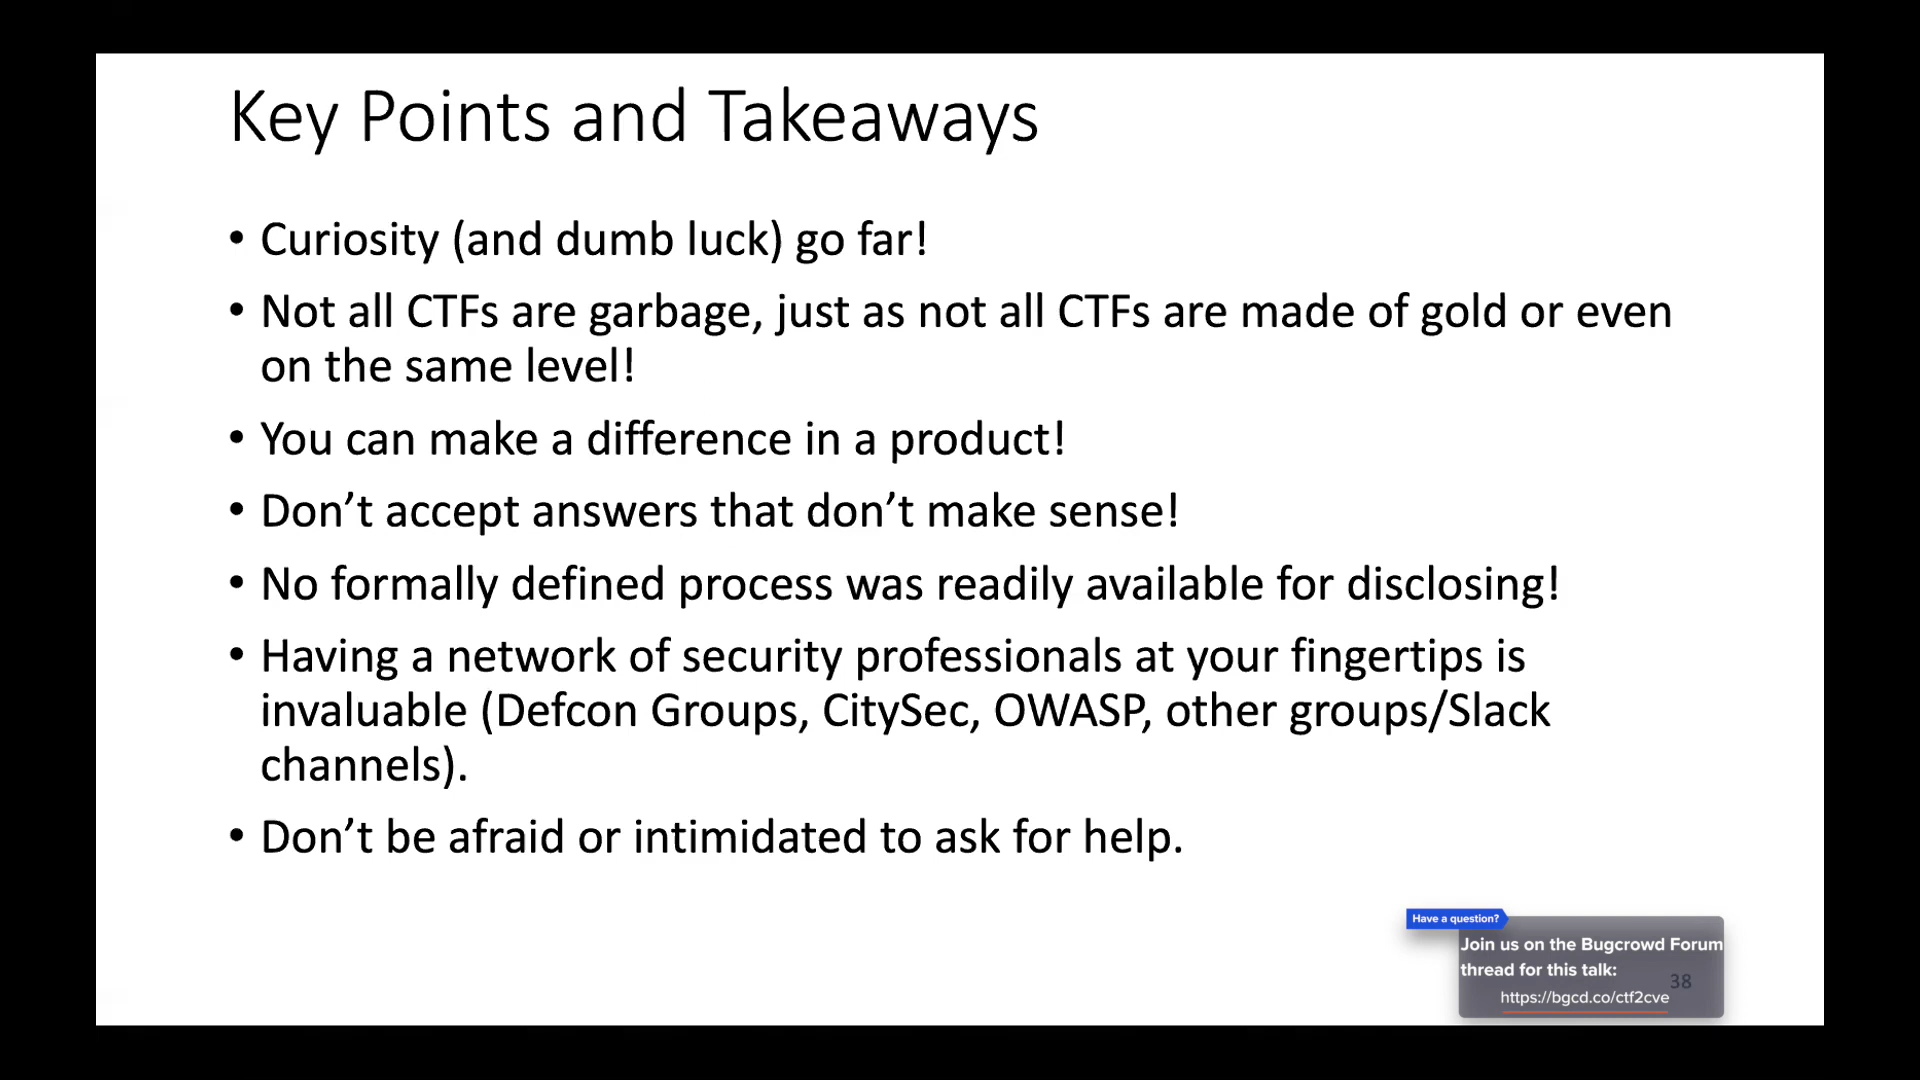 Key Points and Takeaways
• Curiosity (and dumb luck) go far!
• Not all CTFs are garbage, just as not all CTFs are made of gold or even
on the same level!
• You can make a difference in a product!
• Don’t accept answers that don’t make sense!
• No formally defined process was readily available for disclosing!
• Having a network of security professionals at your fingertips is
invaluable (Defcon Groups, CitySec, OWASP, other groups/Slack
channels).
• Don’t be afraid or intimidated to ask for help.
Have a question?
Join us on the Bugcrowd Forum
thread for this talk:
38
https://bgcd.co/ctf2cve